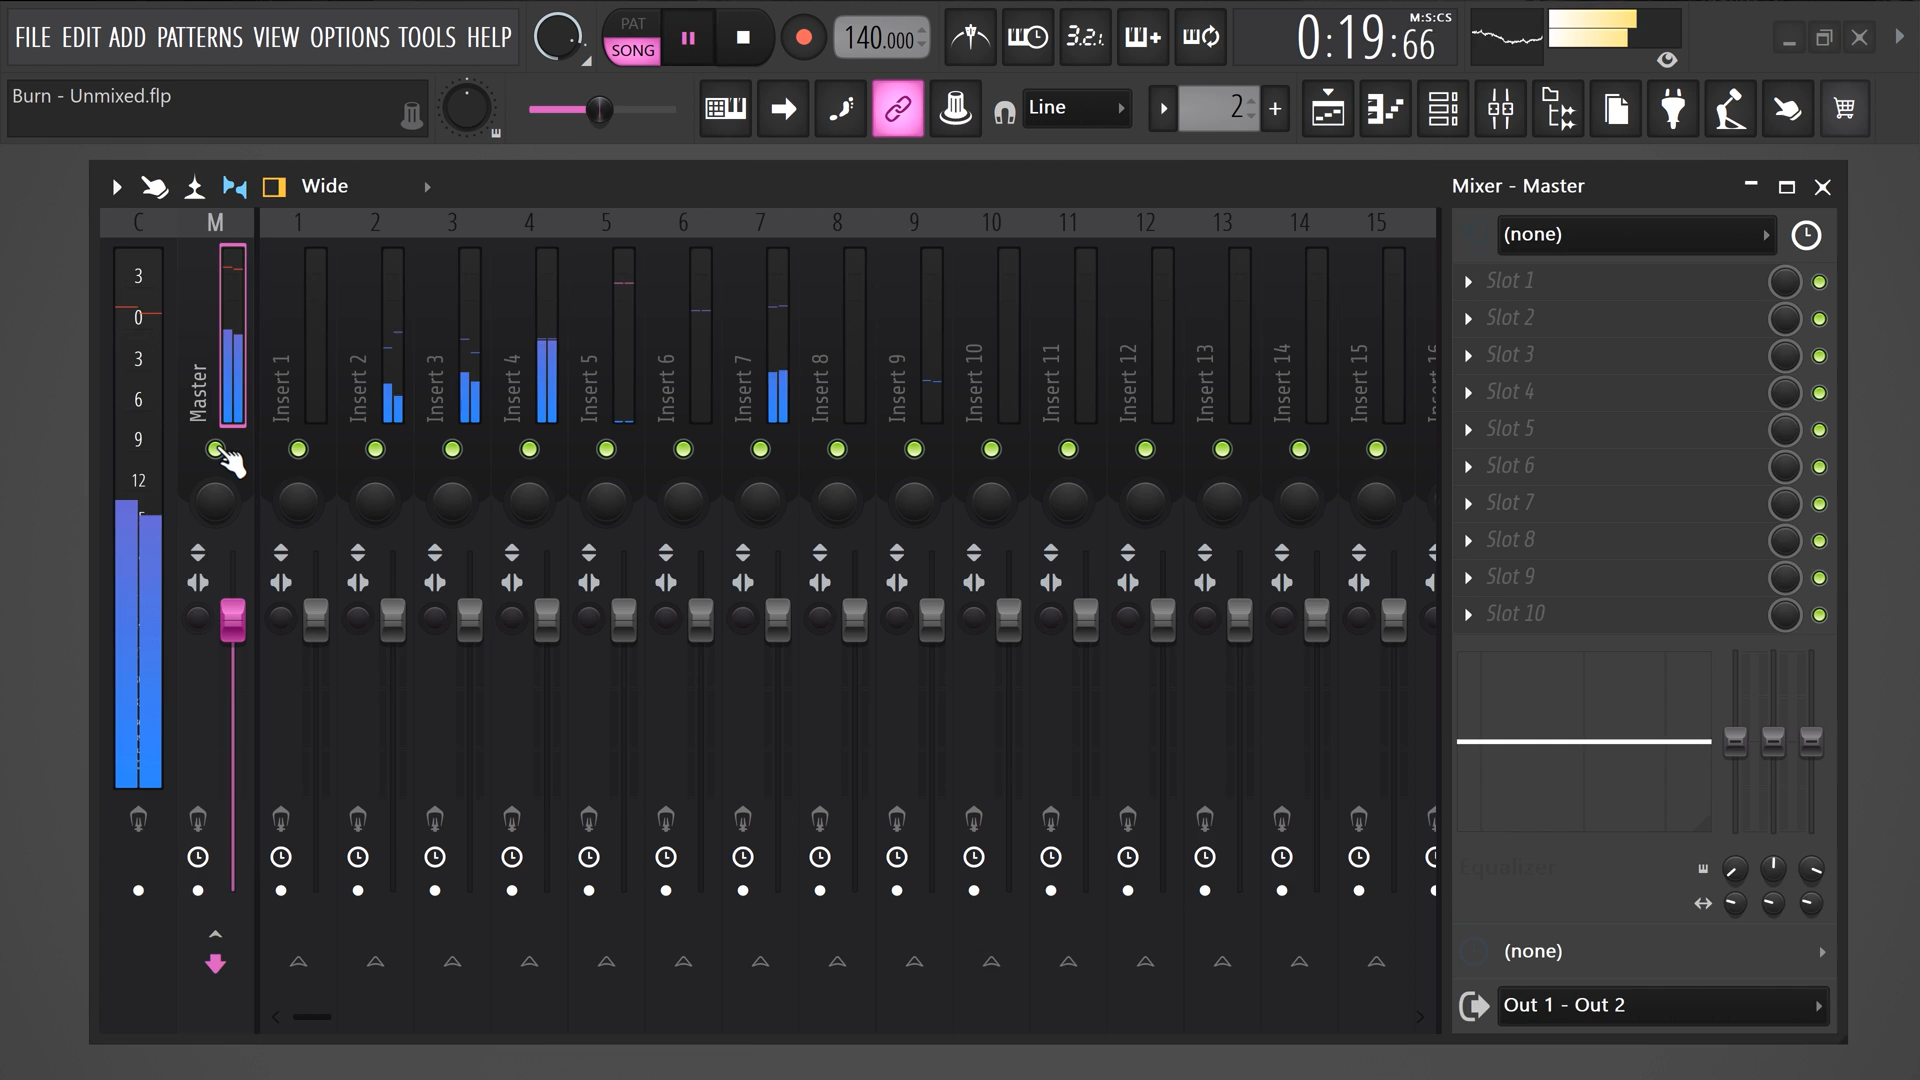 FILE EDIT ADD PATTERNS VIEW OPTIONS TOOLS HELP
PAT
SONG
140.000
3.2.
0:19:66
M:S:CS
Burn - Unmixed.flp
Line
2
Wide
Mixer - Master
C M 1 2 3 4 5 6 7 8 9 10 11 12 13 14 15
3
0
3
6
9
12
Master
Insert 1
Insert 2
Insert 3
Insert 4
Insert 5
Insert 6
Insert 7
Insert 8
Insert 9
Insert 10
Insert 11
Insert 12
Insert 13
Insert 14
Insert 15
(none)
Slot 1
Slot 2
Slot 3
Slot 4
Slot 5
Slot 6
Slot 7
Slot 8
Slot 9
Slot 10
Equalizer
(none)
Out 1 - Out 2